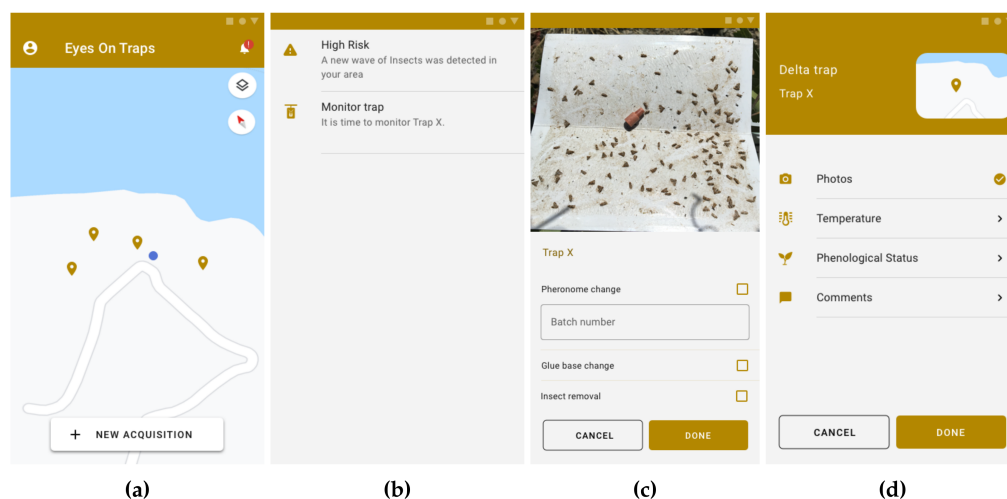 Eyes On Traps
!
+ NEW ACQUISITION
(a)
High Risk
A new wave of Insects was detected in
your area
Monitor trap
It is time to monitor Trap X.
(b)
Trap X
Pheronome change
Batch number
Glue base change
Insect removal
CANCEL
DONE
(c)
Delta trap
Trap X
Photos
Temperature
Phenological Status
Comments
CANCEL
DONE
(d)